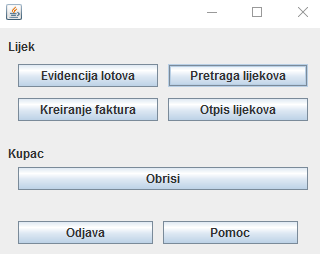 Lijek
Evidencija lotova Pretraga lijekova
Kreiranje faktura Otpis lijekova
Kupac
Obrisi
Odjava Pomoc